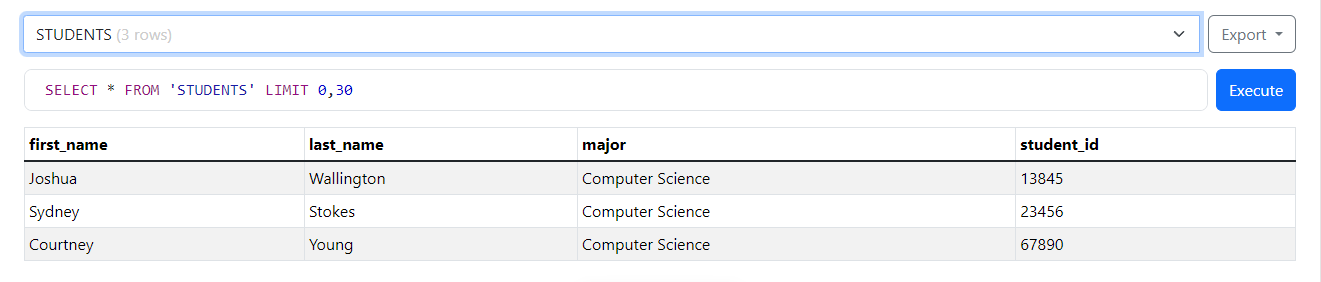 STUDENTS (3 rows) Export
SELECT * FROM 'STUDENTS' LIMIT 0,30 Execute
first_name last_name major student_id
Joshua Wallington Computer Science 13845
Sydney Stokes Computer Science 23456
Courtney Young Computer Science 67890